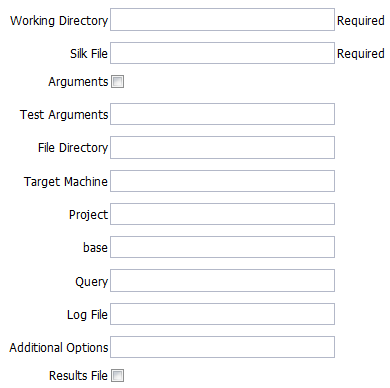 Working Directory Required
Silk File Required
Arguments
Test Arguments
File Directory
Target Machine
Project
base
Query
Log File
Additional Options
Results File